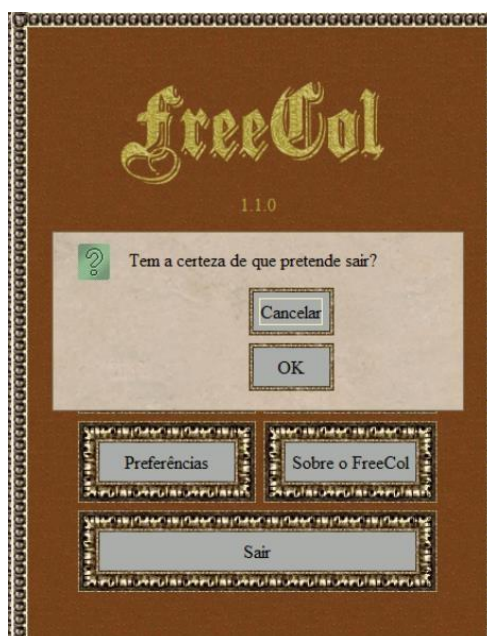 FreeCol
1.1.0
Tem a certeza de que pretende sair?
Cancelar
OK
Preferências
Sobre o FreeCol
Sair